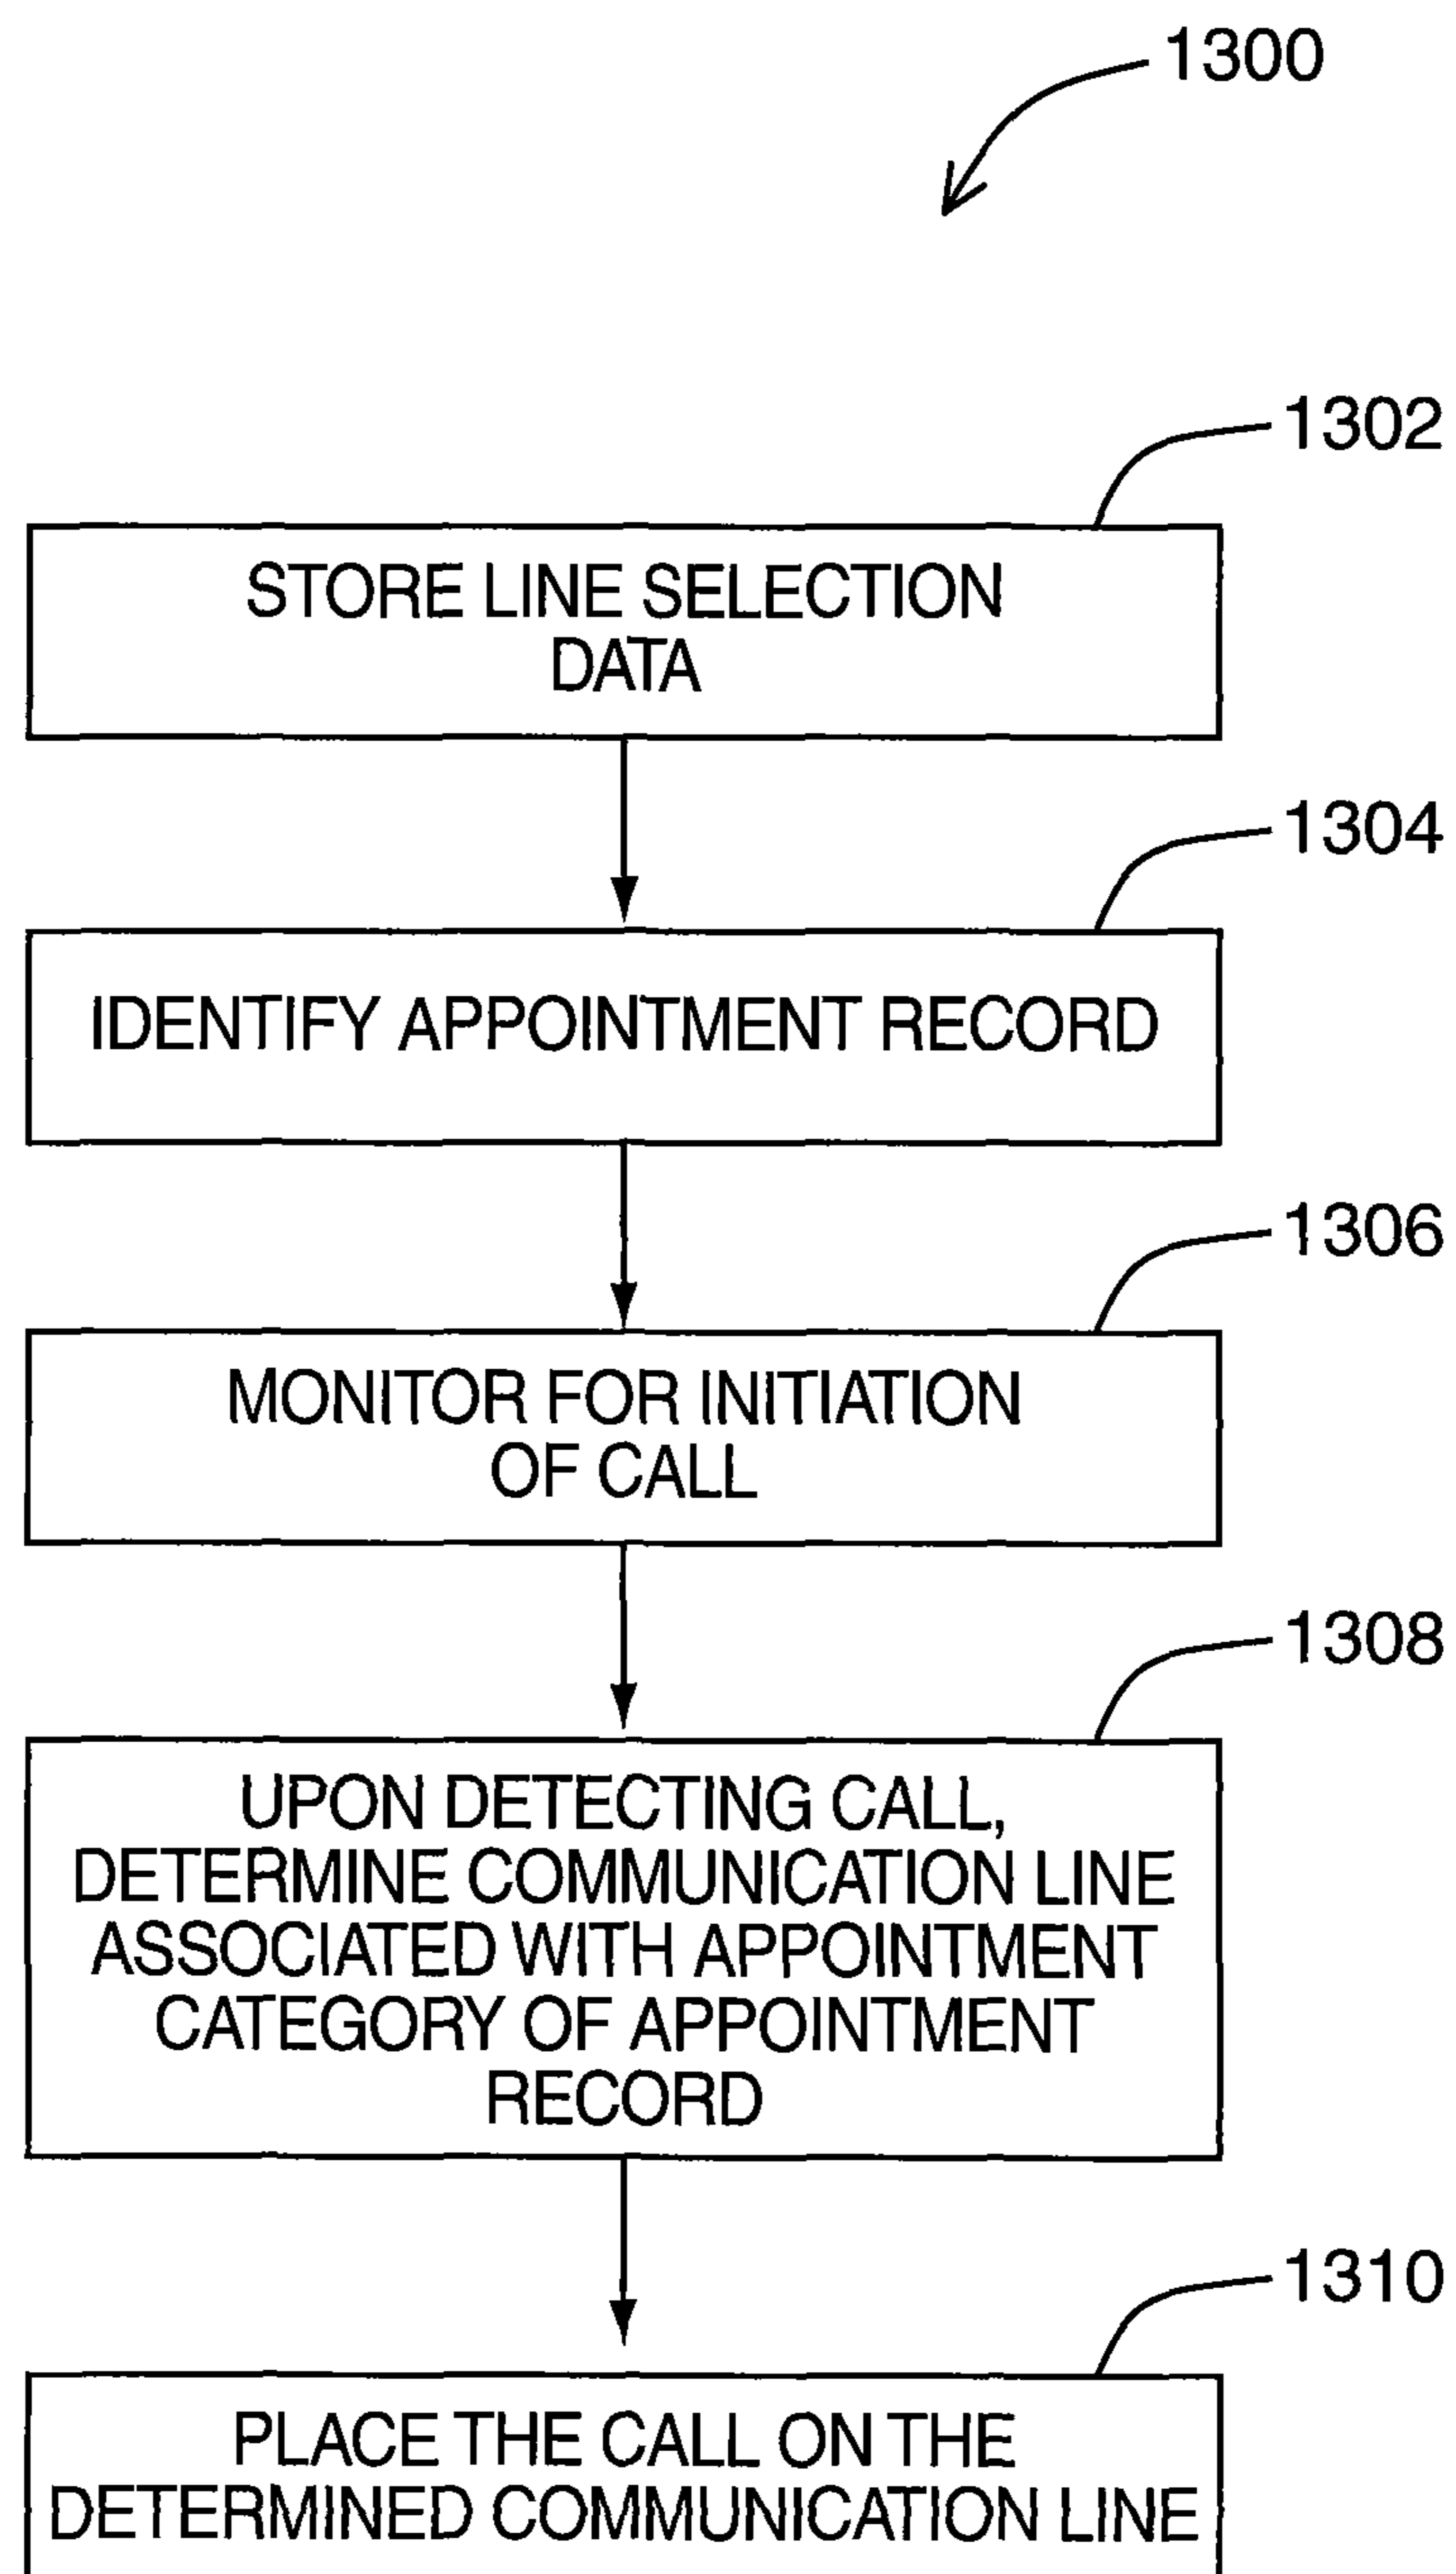 1300
1302
STORE LINE SELECTION
DATA
1304
IDENTIFY APPOINTMENT RECORD
1306
MONITOR FOR INITIATION
OF CALL
1308
UPON DETECTING CALL,
DETERMINE COMMUNICATION LINE
ASSOCIATED WITH APPOINTMENT
CATEGORY OF APPOINTMENT
RECORD
1310
PLACE THE CALL ON THE
DETERMINED COMMUNICATION LINE